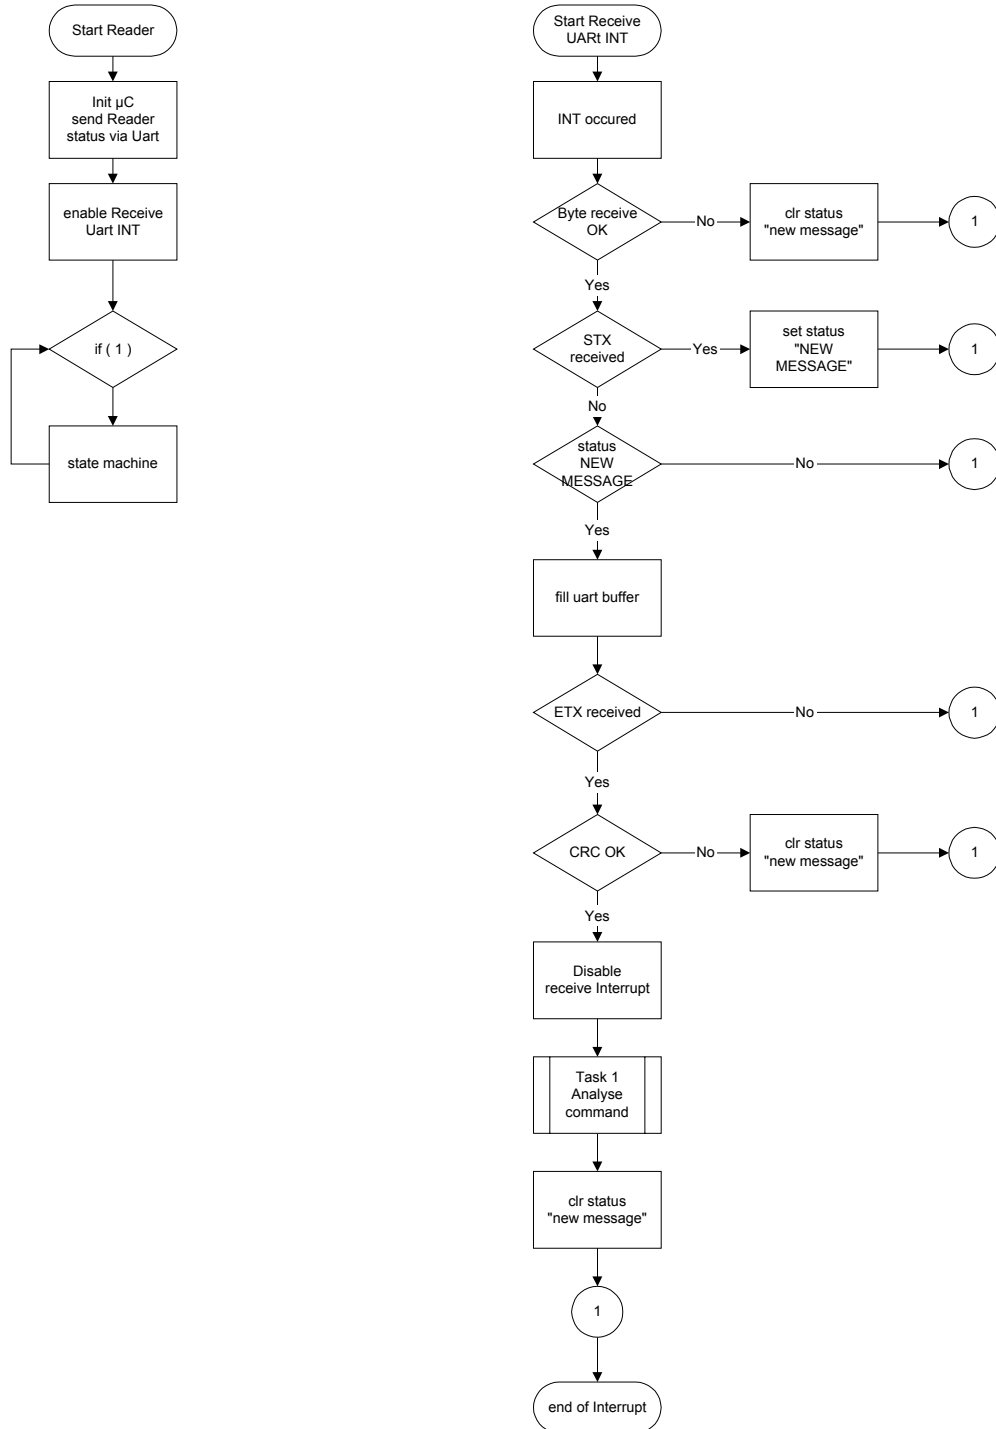 Start Reader
Init µC
send Reader
status via Uart
enable Receive
Uart INT
if ( 1 )
state machine
Start Receive
UARt INT
INT occured
Byte receive
OK
No
clr status
"new message"
1
Yes
STX
received
Yes
set status
"NEW
MESSAGE"
1
No
status
NEW
MESSAGE
No
1
Yes
fill uart buffer
ETX received
No
1
Yes
CRC OK
No
clr status
"new message"
1
Yes
Disable
receive Interrupt
Task 1
Analyse
command
clr status
"new message"
1
end of Interrupt